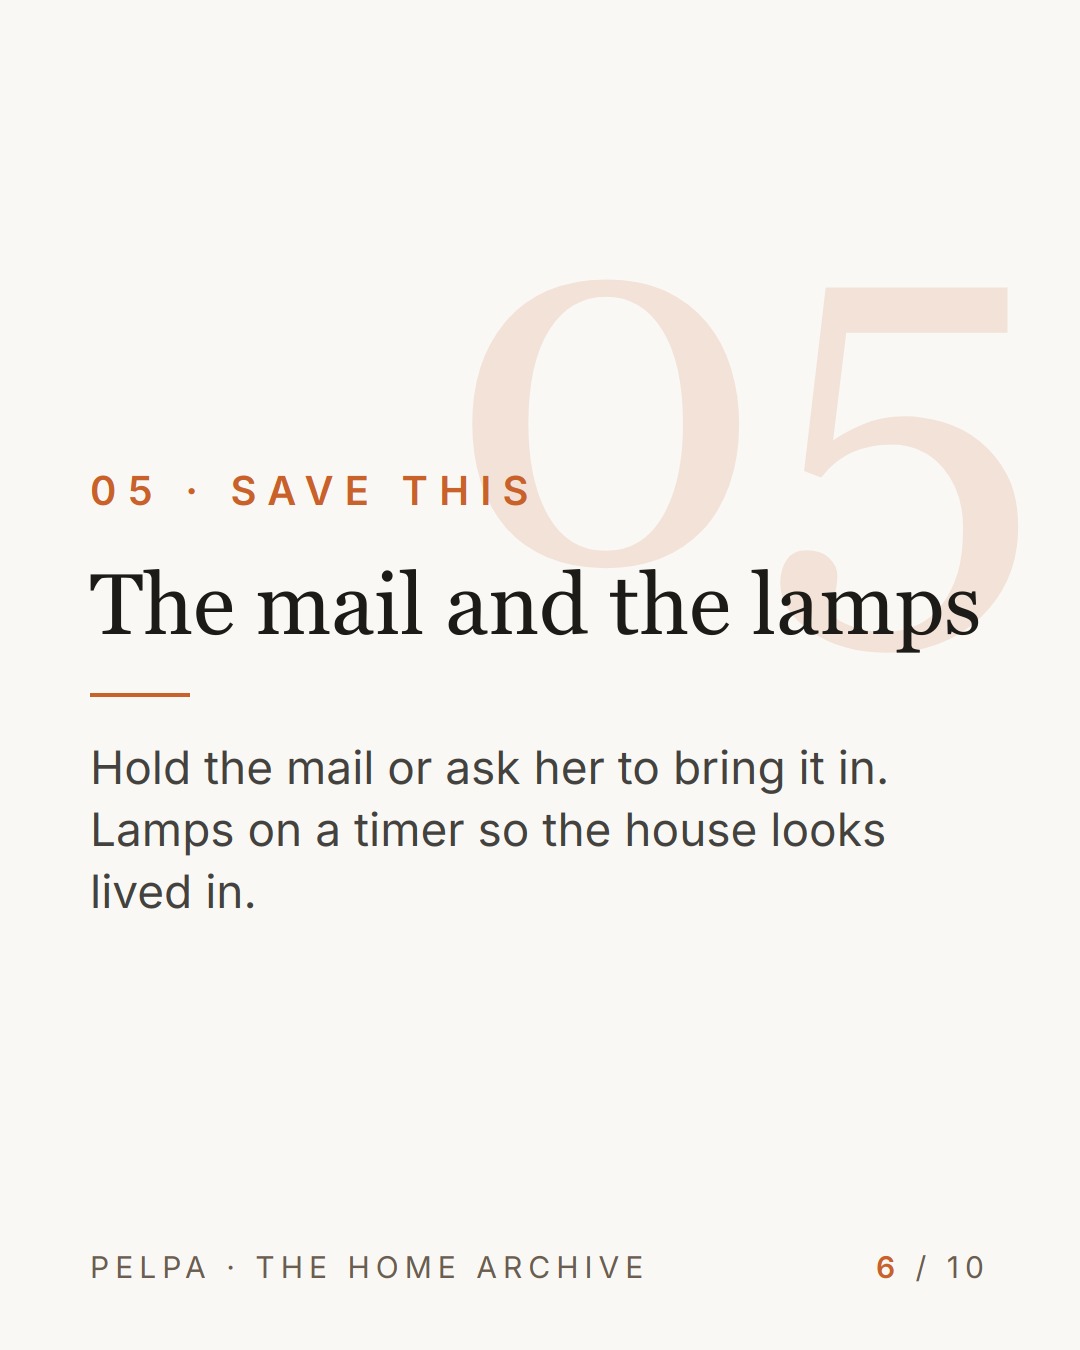 05
05 · SAVE THIS
The mail and the lamps
Hold the mail or ask her to bring it in.
Lamps on a timer so the house looks
lived in.
PELPA · THE HOME ARCHIVE
6 / 10